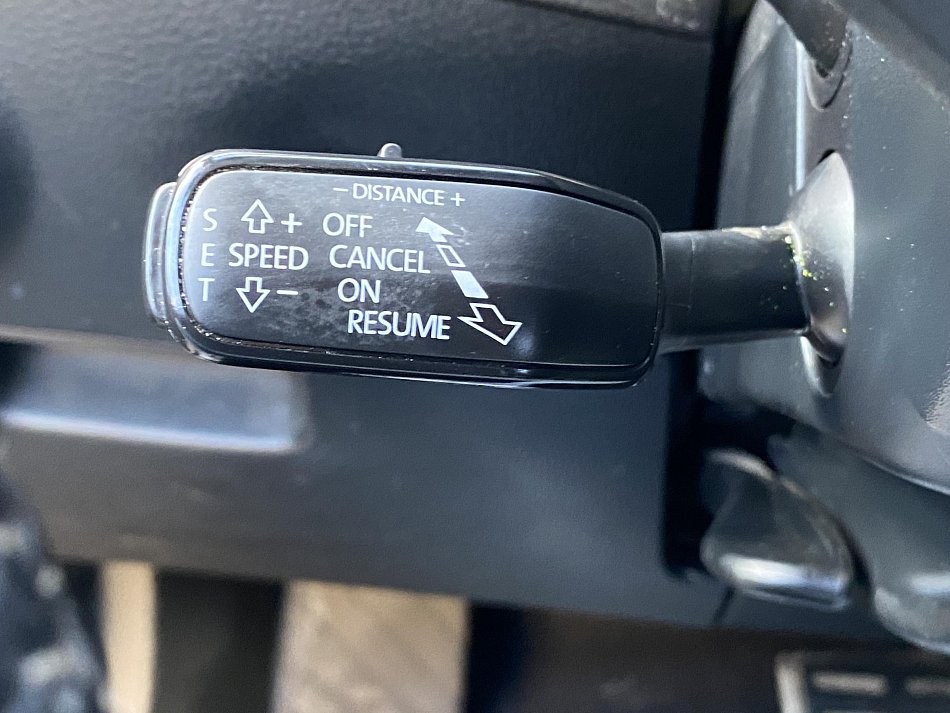 − DISTANCE +
S + OFF
E SPEED CANCEL
T − ON
RESUME